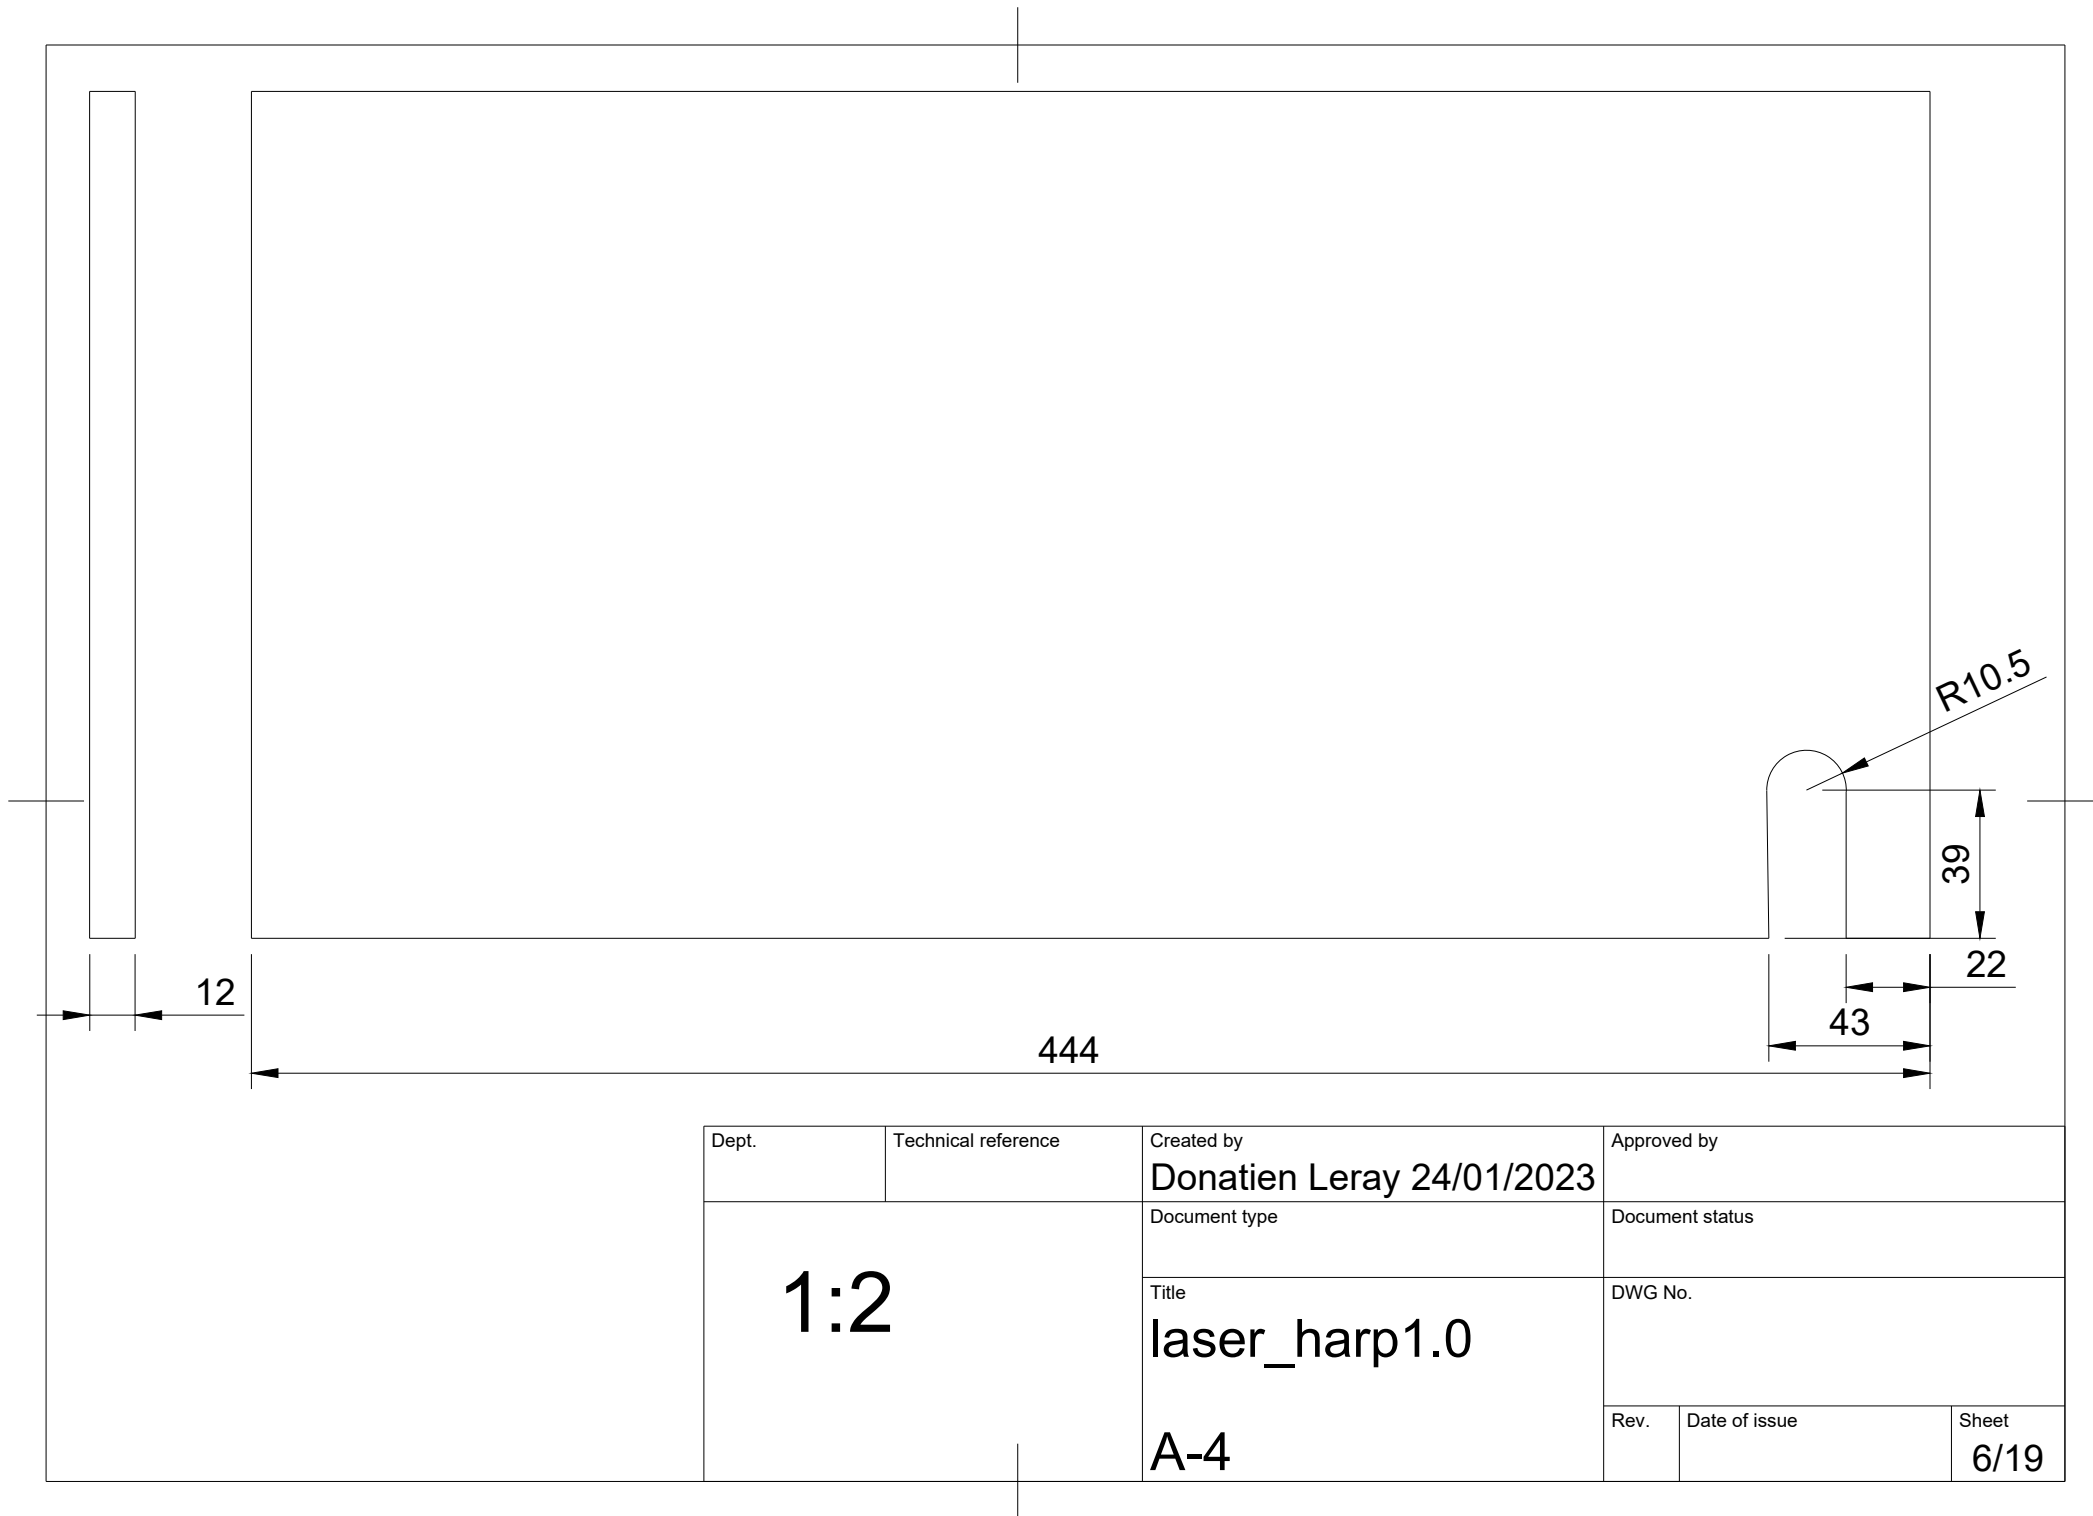 R10.5
39
22
12
43
444
Dept.
Technical reference
Created by
Donatien Leray 24/01/2023
Approved by
Document type
Document status
1:2
Title
laser_harp1.0
A-4
DWG No.
Rev.
Date of issue
Sheet
6/19